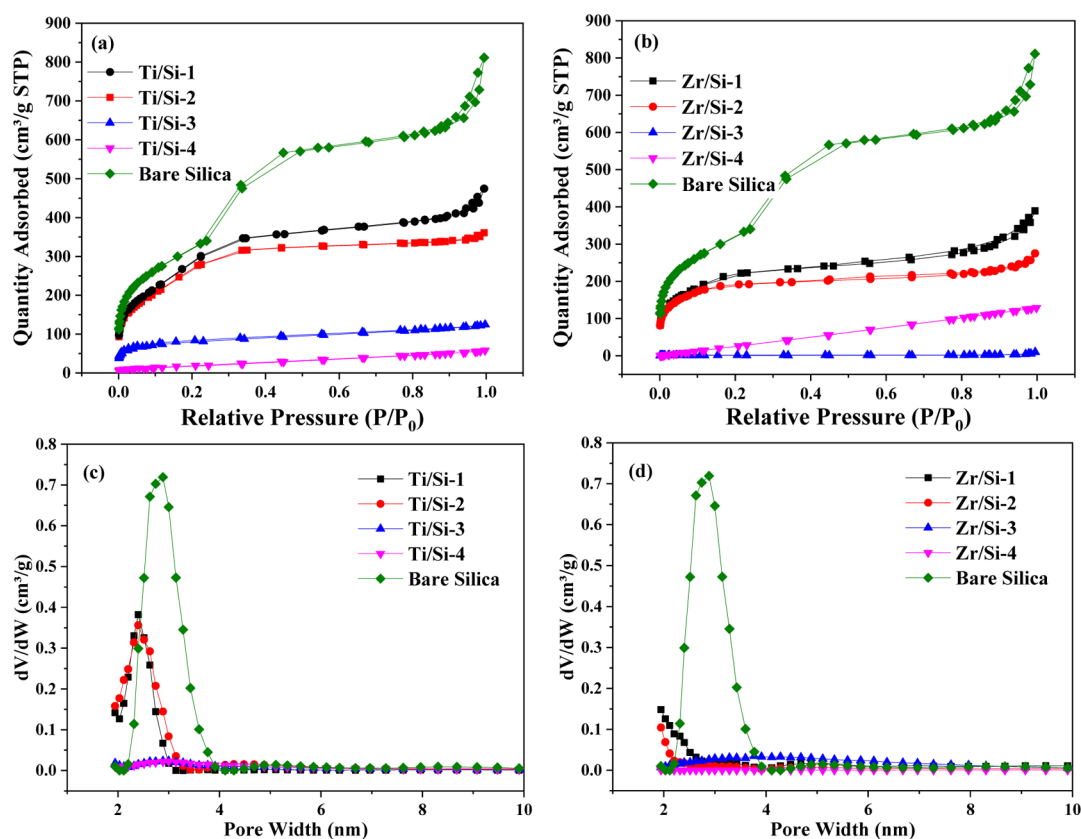 (a)
Ti/Si-1
Ti/Si-2
Ti/Si-3
Ti/Si-4
Bare Silica
900
800
700
600
500
400
300
200
100
0
Quantity Adsorbed (cm³/g STP)
0.0 0.2 0.4 0.6 0.8 1.0
Relative Pressure (P/P₀)
(b)
Zr/Si-1
Zr/Si-2
Zr/Si-3
Zr/Si-4
Bare Silica
900
800
700
600
500
400
300
200
100
0
Quantity Adsorbed (cm³/g STP)
0.0 0.2 0.4 0.6 0.8 1.0
Relative Pressure (P/P₀)
(c)
Ti/Si-1
Ti/Si-2
Ti/Si-3
Ti/Si-4
Bare Silica
0.8
0.7
0.6
0.5
0.4
0.3
0.2
0.1
0.0
dV/dW (cm³/g)
2 4 6 8 10
Pore Width (nm)
(d)
Zr/Si-1
Zr/Si-2
Zr/Si-3
Zr/Si-4
Bare Silica
0.8
0.7
0.6
0.5
0.4
0.3
0.2
0.1
0.0
dV/dW (cm³/g)
2 4 6 8 10
Pore Width (nm)